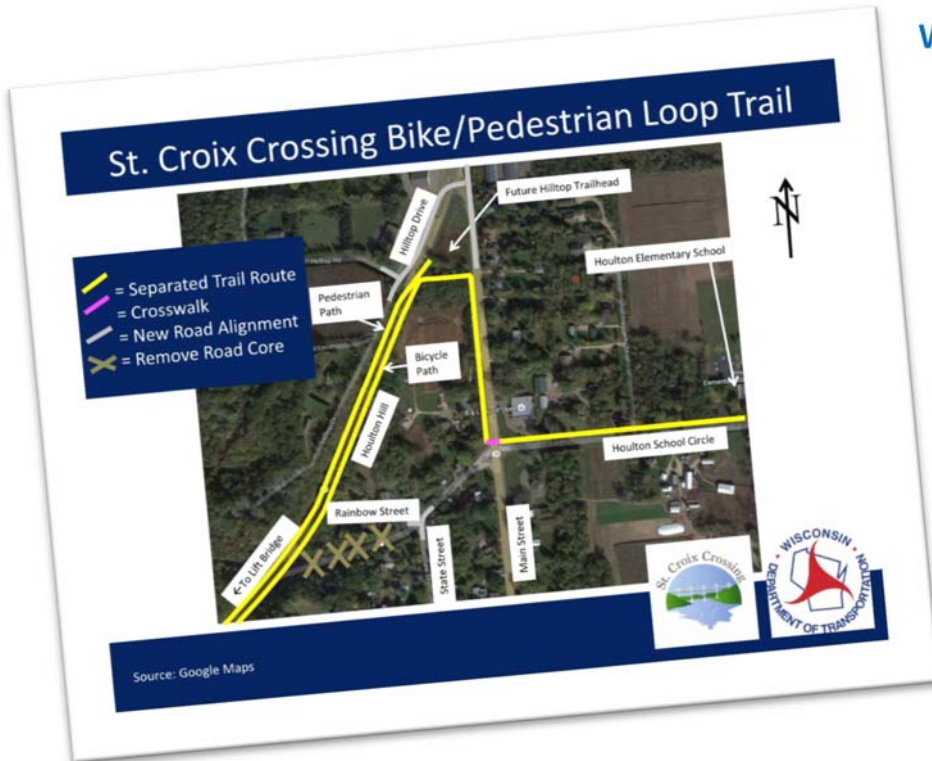 W
St. Croix Crossing Bike/Pedestrian Loop Trail
Hilltop Drive
Future Hilltop Trailhead
N
Houlton Elementary School
= Separated Trail Route
= Crosswalk
= New Road Alignment
= Remove Road Core
Pedestrian
Path
Bicycle
Path
Houlton Hill
Houlton School Circle
Rainbow Street
←To Lift Bridge
State Street
Main Street
St. Croix Crossing
WISCONSIN
DEPARTMENT OF TRANSPORTATION
Source: Google Maps